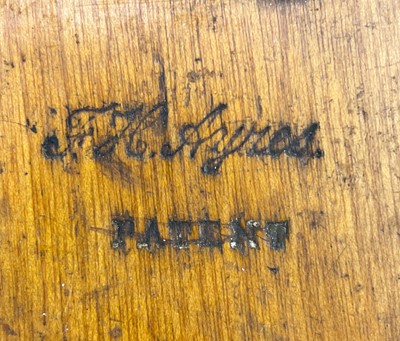 F.H. Ayres.
PATENT